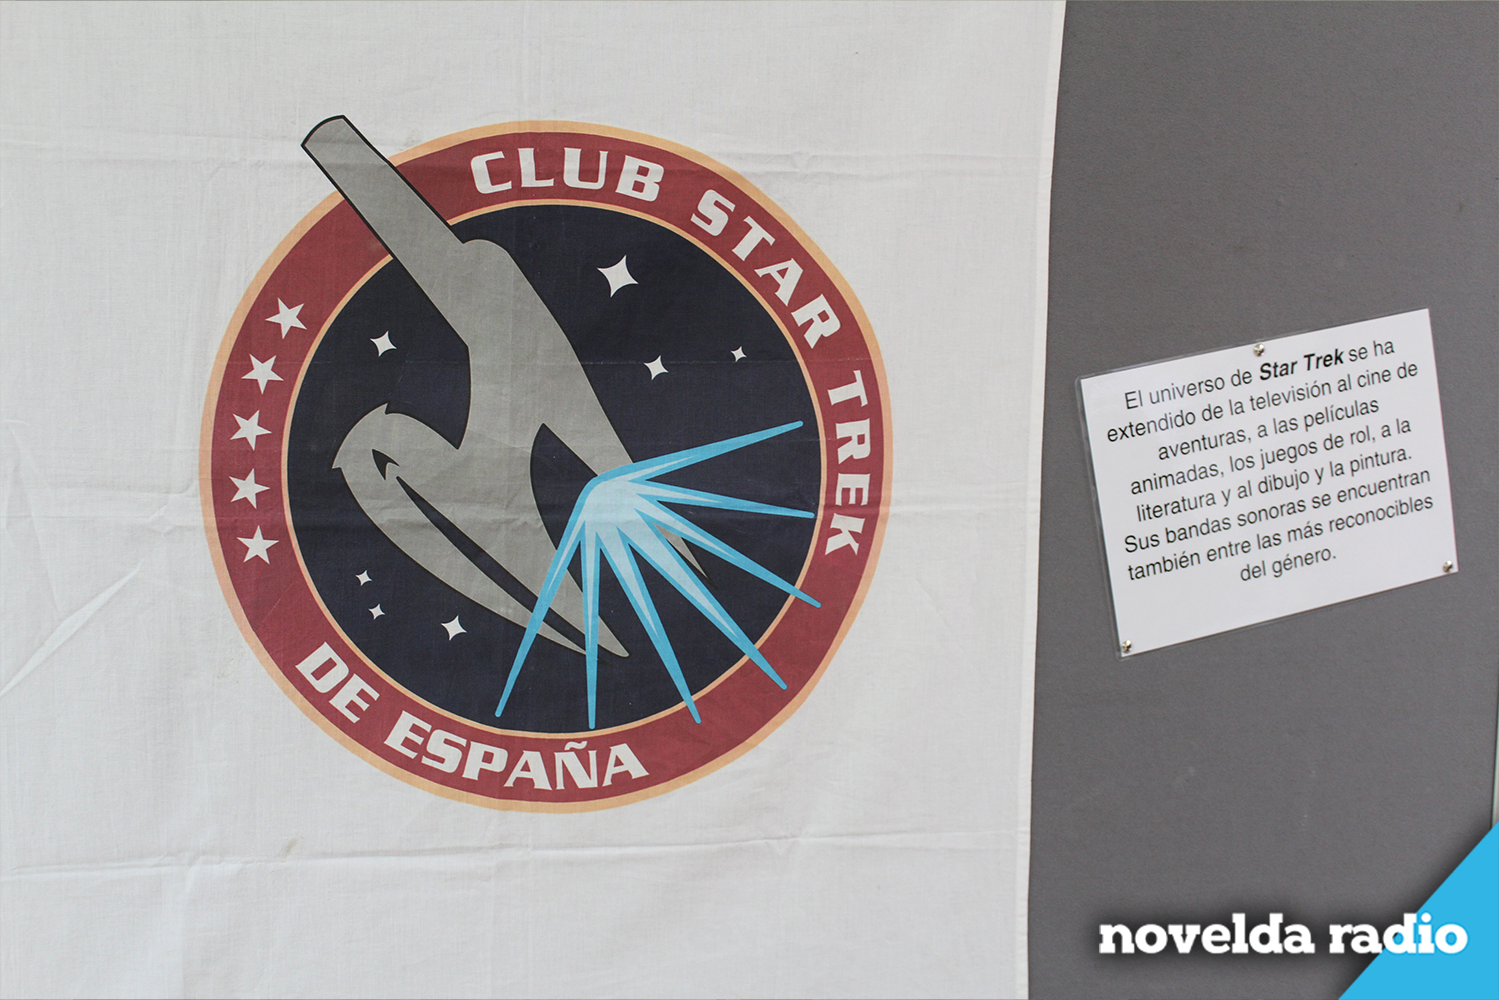 CLUB STAR TREK
DE ESPAÑA
El universo de Star Trek se ha
extendido de la televisión al cine de
aventuras, a las películas
animadas, los juegos de rol, a la
literatura y al dibujo y la pintura.
Sus bandas sonoras se encuentran
también entre las más reconocibles
del género.
novelda radio